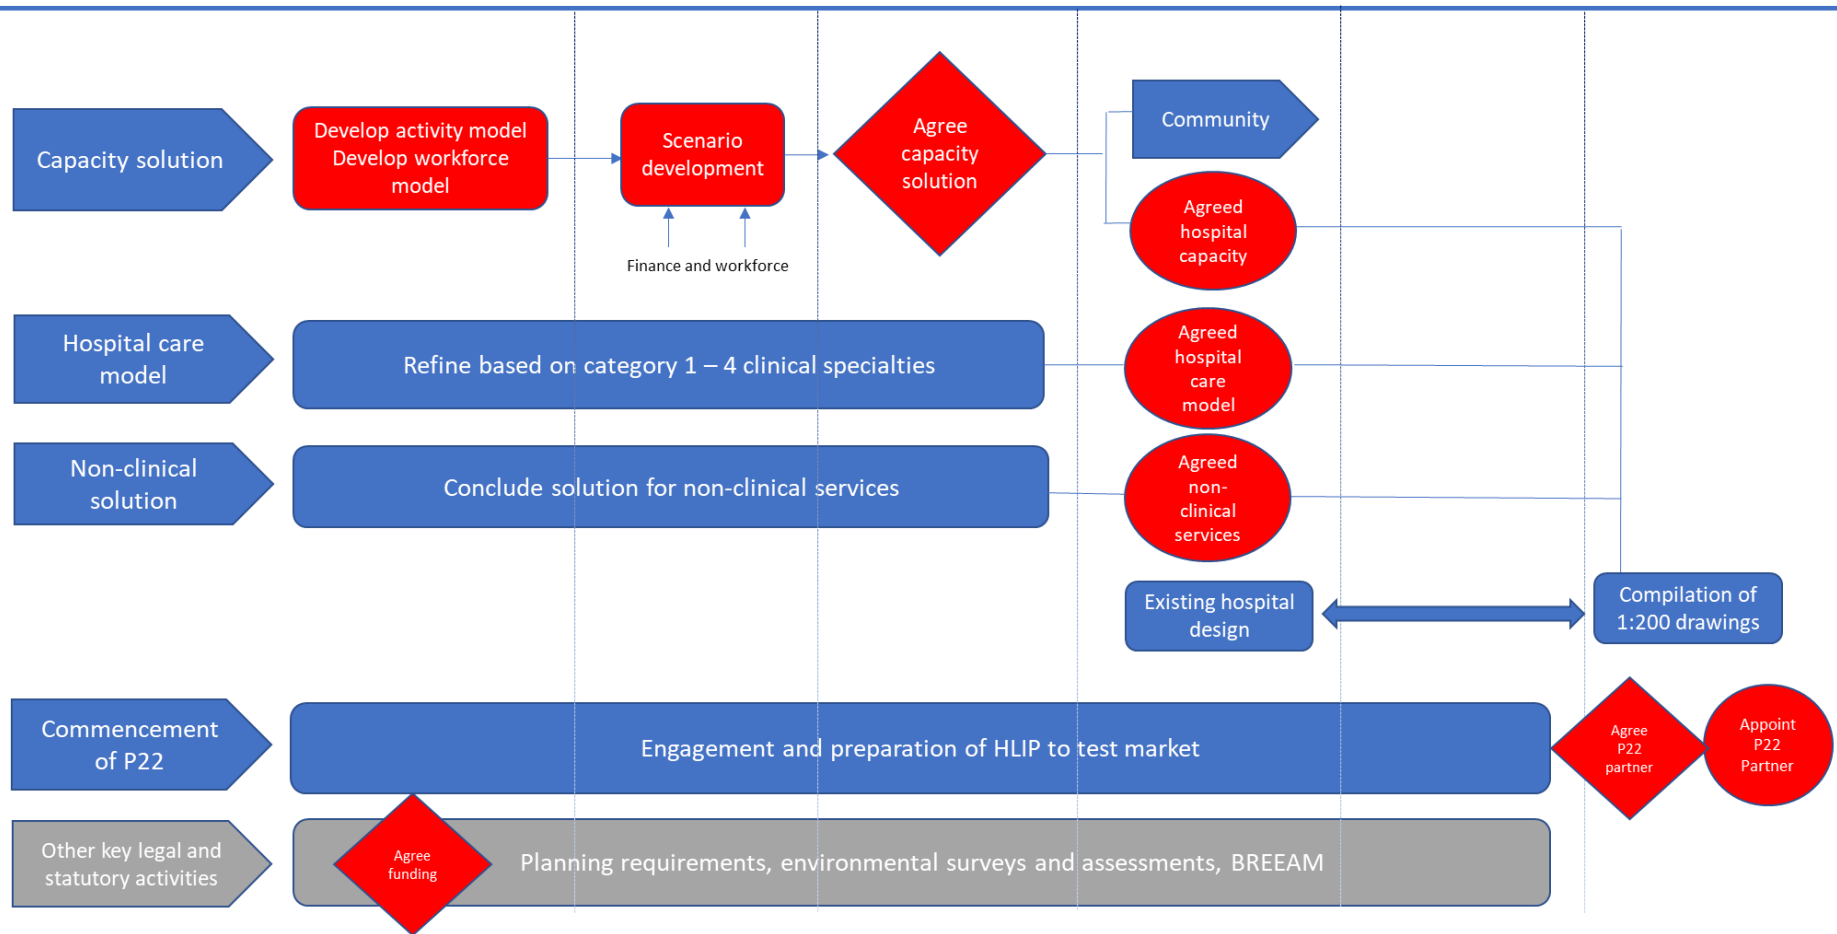 Capacity solution
Develop activity model
Develop workforce
model
Scenario
development
Finance and workforce
Agree
capacity
solution
Community
Agreed
hospital
capacity
Hospital care
model
Refine based on category 1 – 4 clinical specialties
Agreed
hospital
care
model
Non-clinical
solution
Conclude solution for non-clinical services
Agreed
non-
clinical
services
Existing hospital
design
Compilation of
1:200 drawings
Commencement
of P22
Engagement and preparation of HLIP to test market
Agree
P22
partner
Appoint
P22
Partner
Other key legal and
statutory activities
Agree
funding
Planning requirements, environmental surveys and assessments, BREEAM